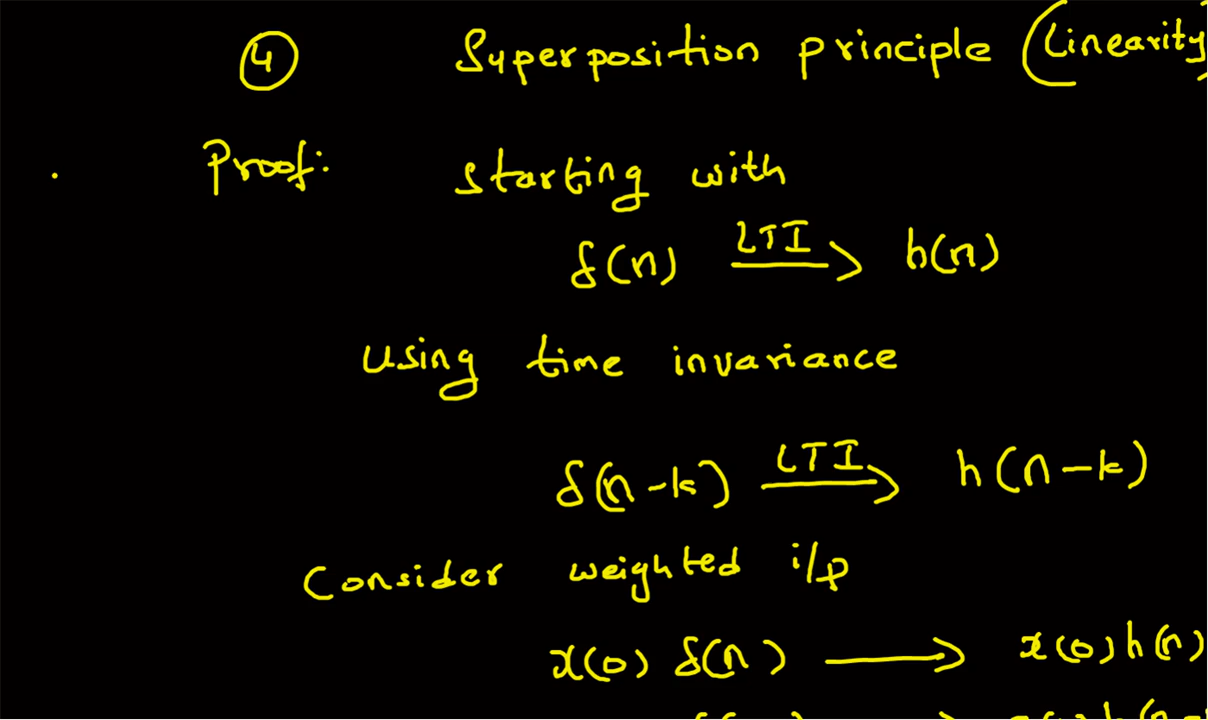 ④ Superposition principle (Linearity)
Proof: starting with
δ(n) LTI→ h(n)
using time invariance
δ(n-k) LTI→ h(n-k)
Consider weighted i/p
x(0) δ(n) → x(0) h(n)